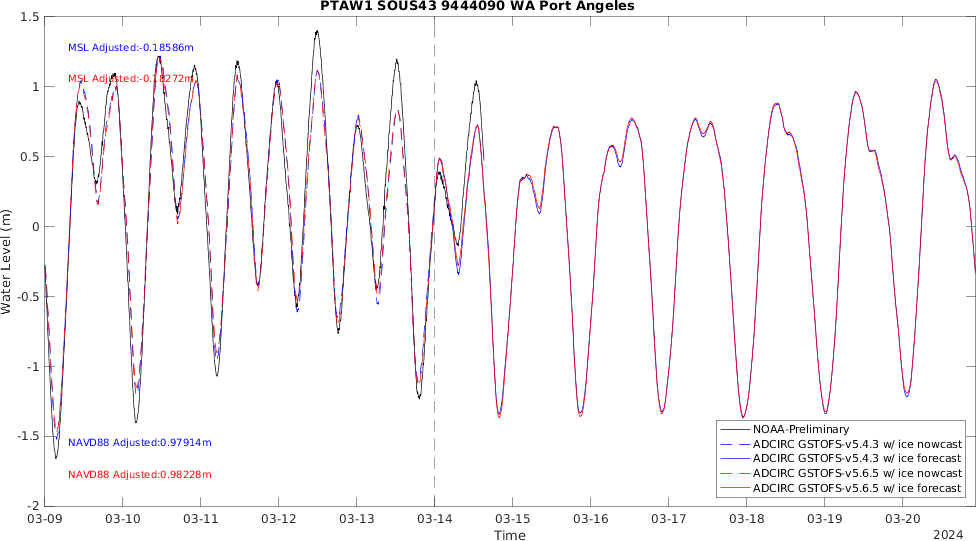 PTAW1 SOUS43 9444090 WA Port Angeles
1.5
1
0.5
0
-0.5
-1
-1.5
-2
Water Level (m)
MSL Adjusted:-0.18586m
MSL Adjusted:-0.18272m
NAVD88 Adjusted:0.97914m
NAVD88 Adjusted:0.98228m
NOAA-Preliminary
ADCIRC GSTOFS-v5.4.3 w/ ice nowcast
ADCIRC GSTOFS-v5.4.3 w/ ice forecast
ADCIRC GSTOFS-v5.6.5 w/ ice nowcast
ADCIRC GSTOFS-v5.6.5 w/ ice forecast
03-09 03-10 03-11 03-12 03-13 03-14 03-15 03-16 03-17 03-18 03-19 03-20
Time
2024